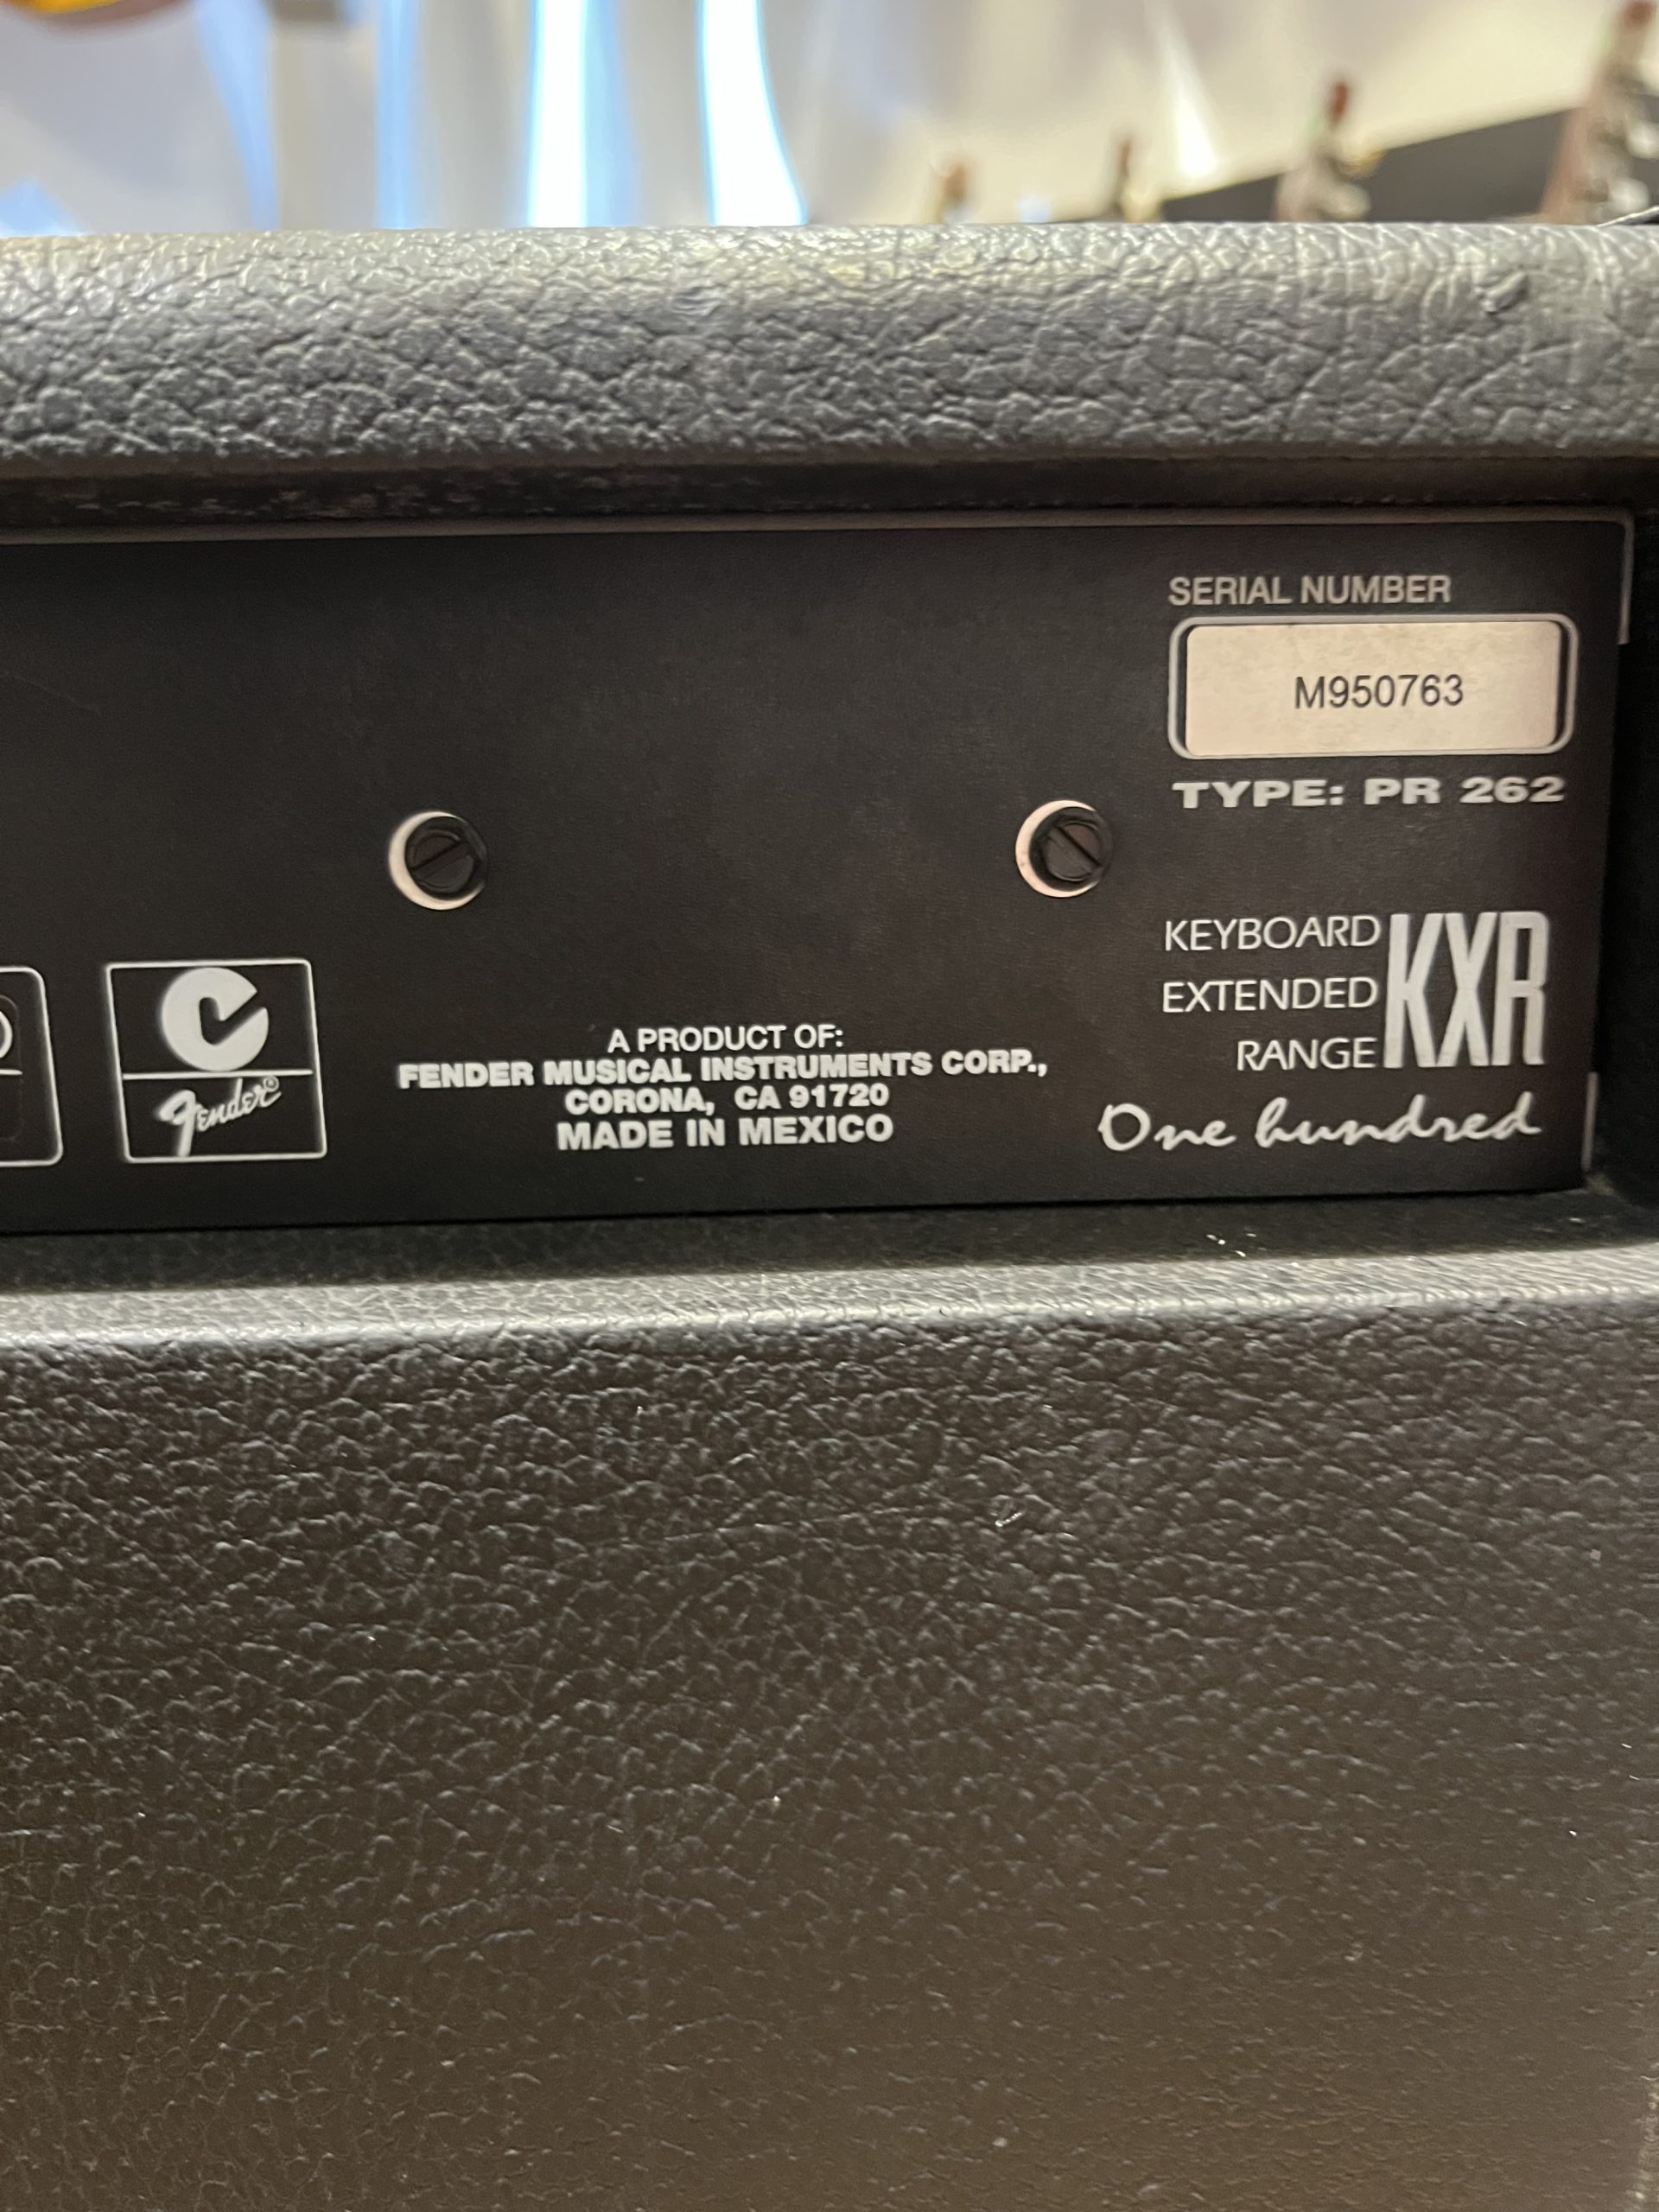 SERIAL NUMBER
M950763
TYPE: PR 262
KEYBOARD
EXTENDED
RANGE
KXR
One hundred
A PRODUCT OF:
FENDER MUSICAL INSTRUMENTS CORP.,
CORONA, CA 91720
MADE IN MEXICO
Fender®